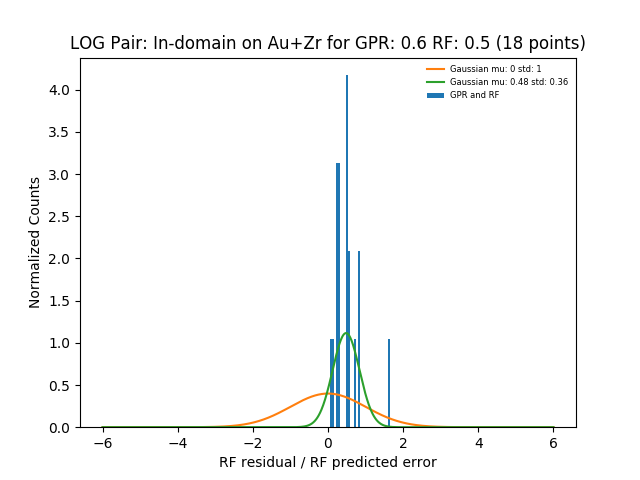 LOG Pair: In-domain on Au+Zr for GPR: 0.6 RF: 0.5 (18 points)
Gaussian mu: 0 std: 1
Gaussian mu: 0.48 std: 0.36
GPR and RF
Normalized Counts
4.0
3.5
3.0
2.5
2.0
1.5
1.0
0.5
0.0
−6 −4 −2 0 2 4 6
RF residual / RF predicted error